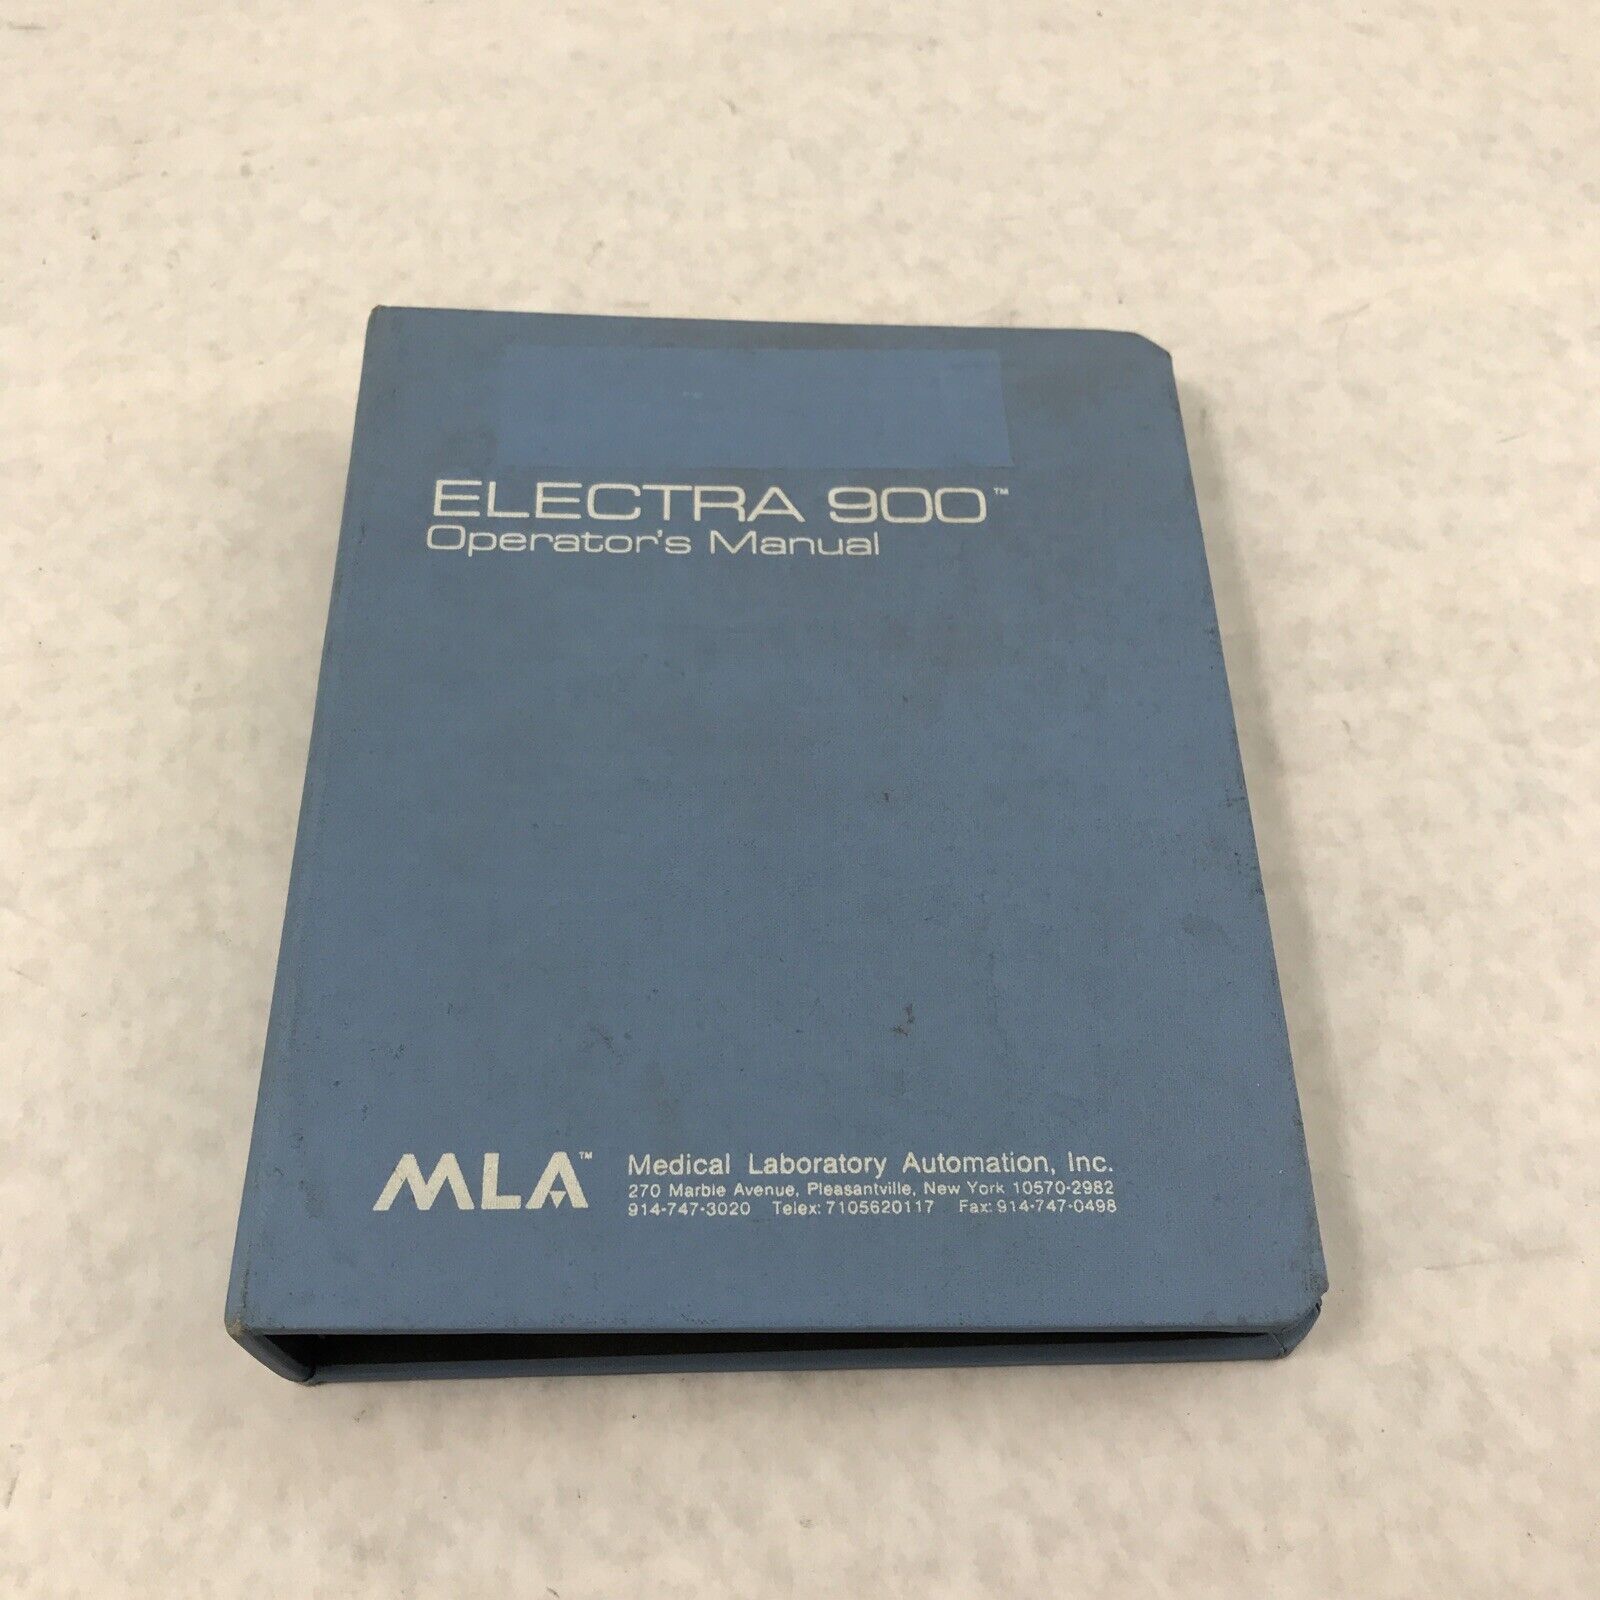 ELECTRA 900™
Operator's Manual
MLA™
Medical Laboratory Automation, Inc.
270 Marble Avenue, Pleasantville, New York 10570-2982
914-747-3020 Telex: 7105620117 Fax: 914-747-0498